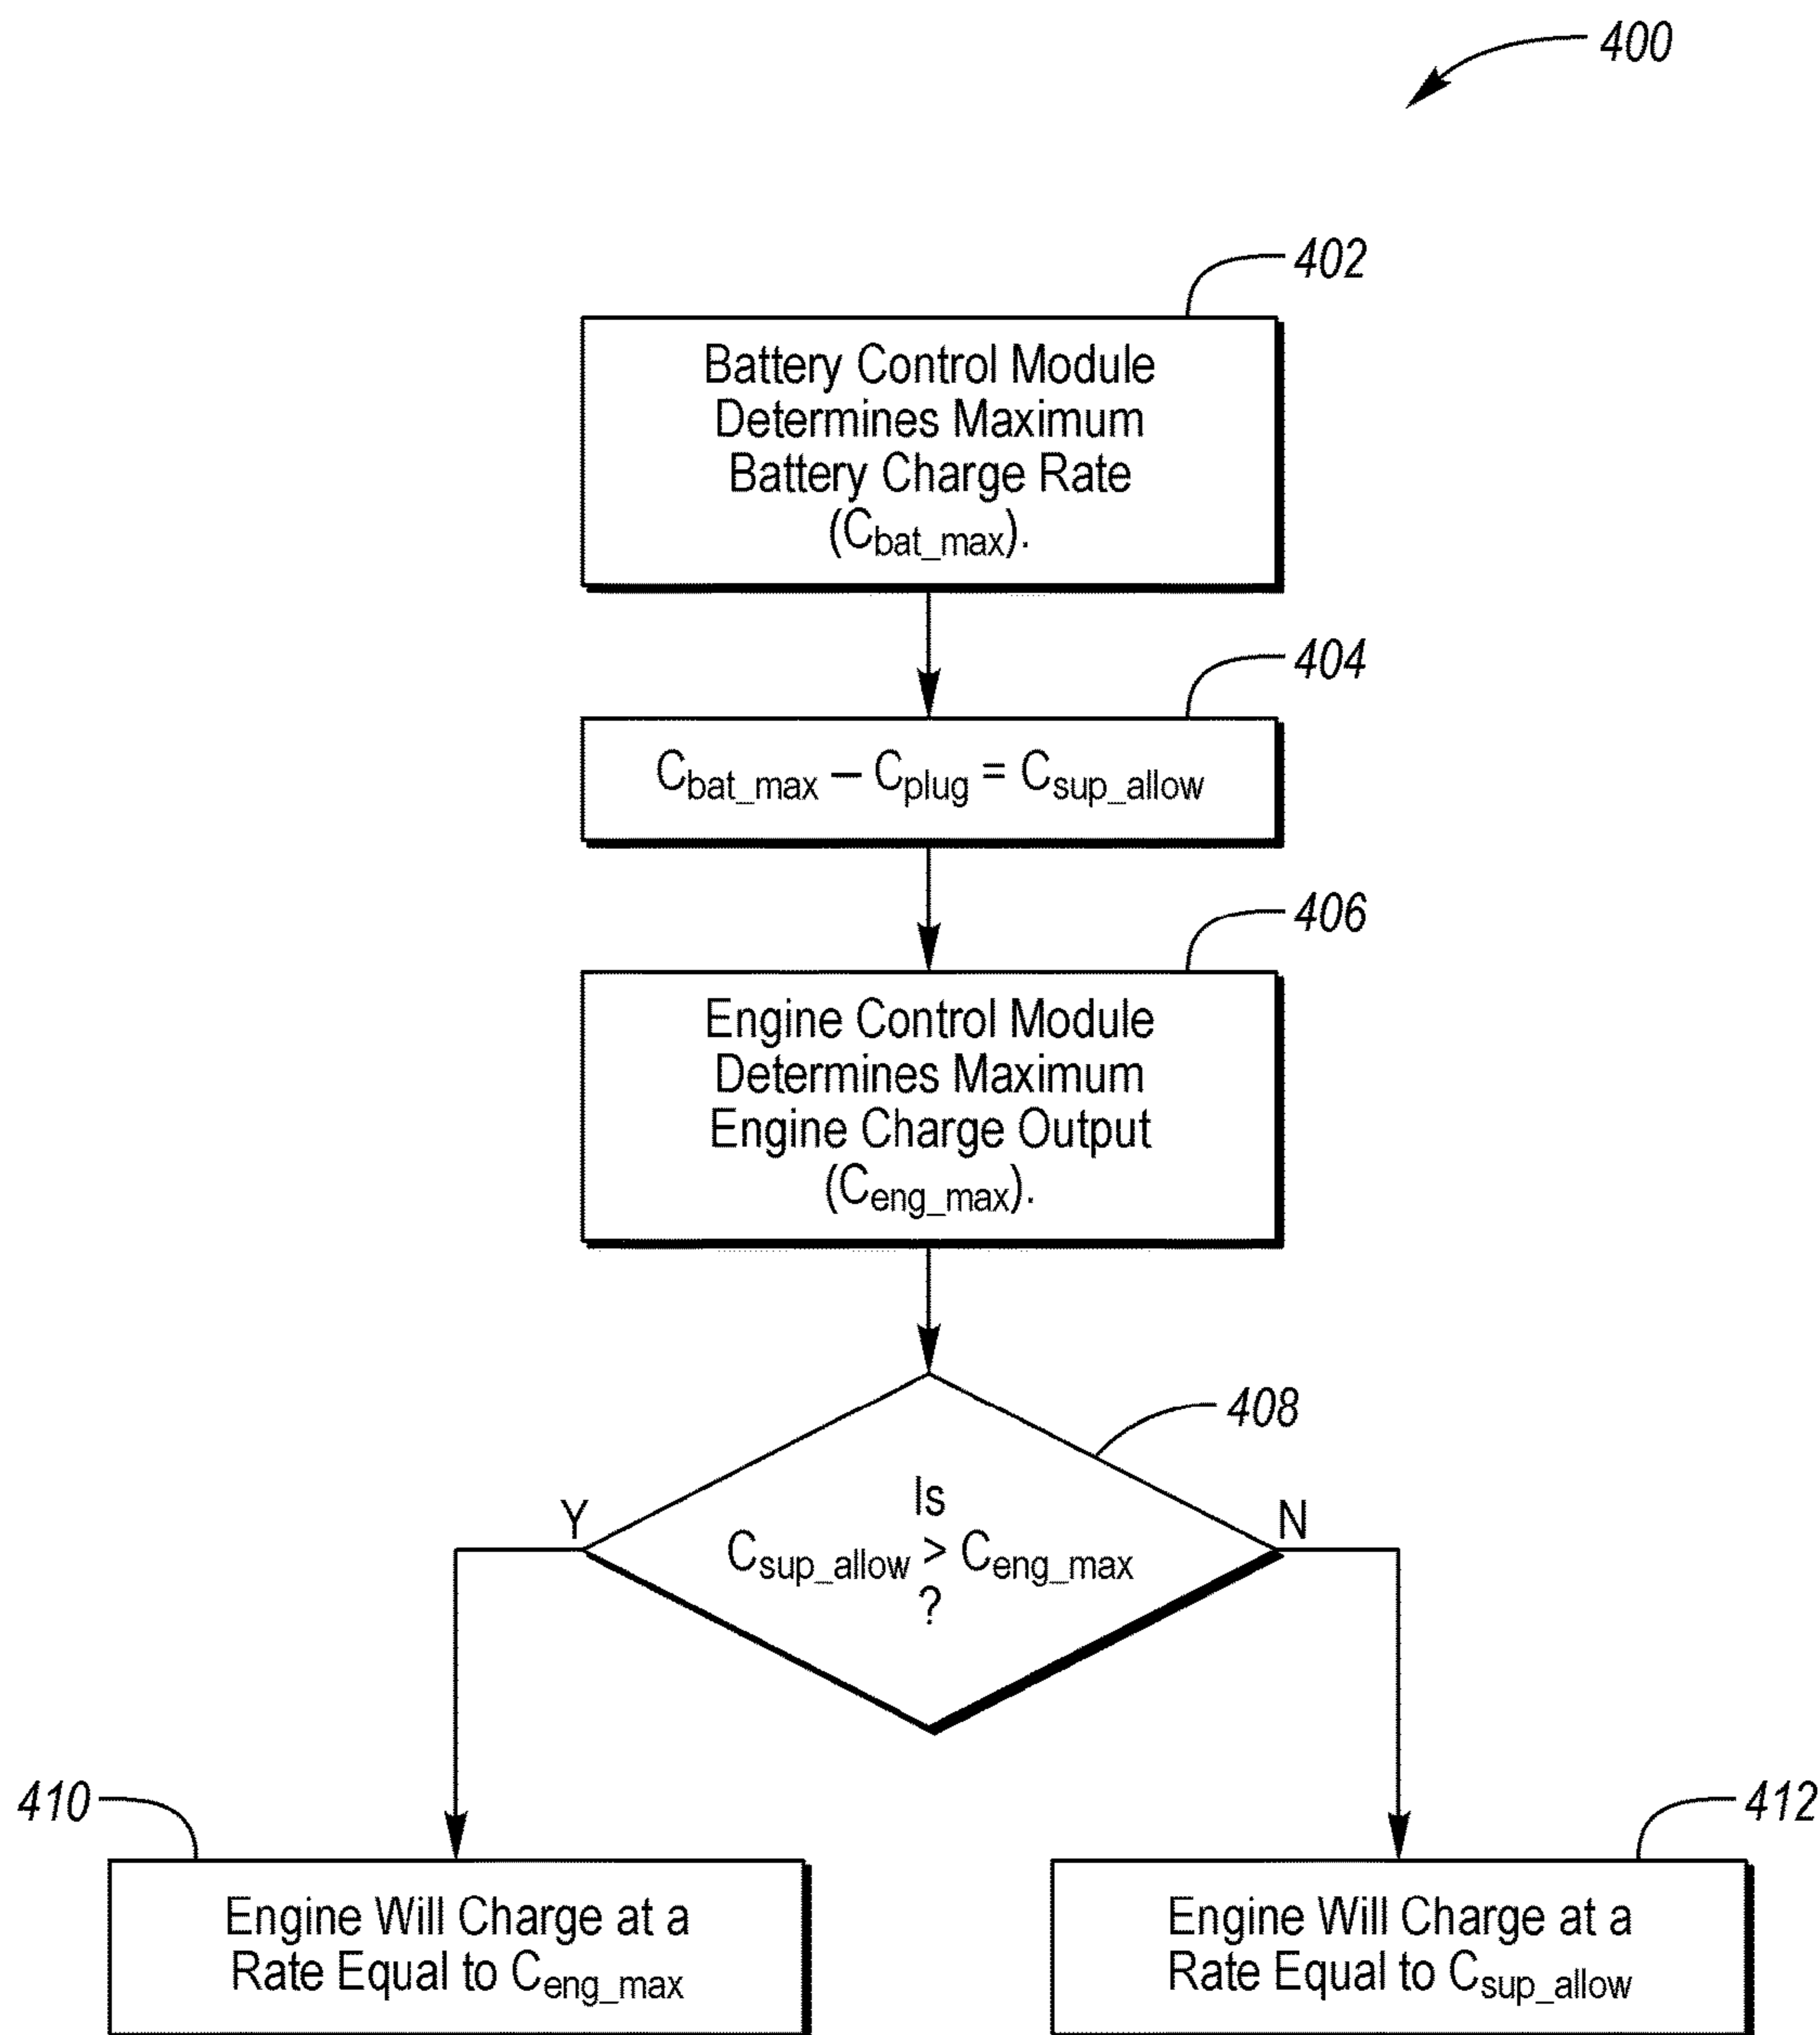 400
402
Battery Control Module
Determines Maximum
Battery Charge Rate
(Cbat_max).
404
Cbat_max – Cplug = Csup_allow
406
Engine Control Module
Determines Maximum
Engine Charge Output
(Ceng_max).
408
Is
Y
N
Csup_allow > Ceng_max
?
410
412
Engine Will Charge at a
Rate Equal to Ceng_max
Engine Will Charge at a
Rate Equal to Csup_allow